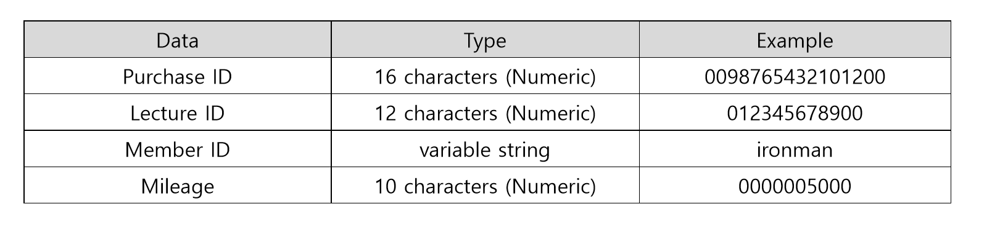 Data Type Example
Purchase ID 16 characters (Numeric) 0098765432101200
Lecture ID 12 characters (Numeric) 012345678900
Member ID variable string ironman
Mileage 10 characters (Numeric) 0000005000